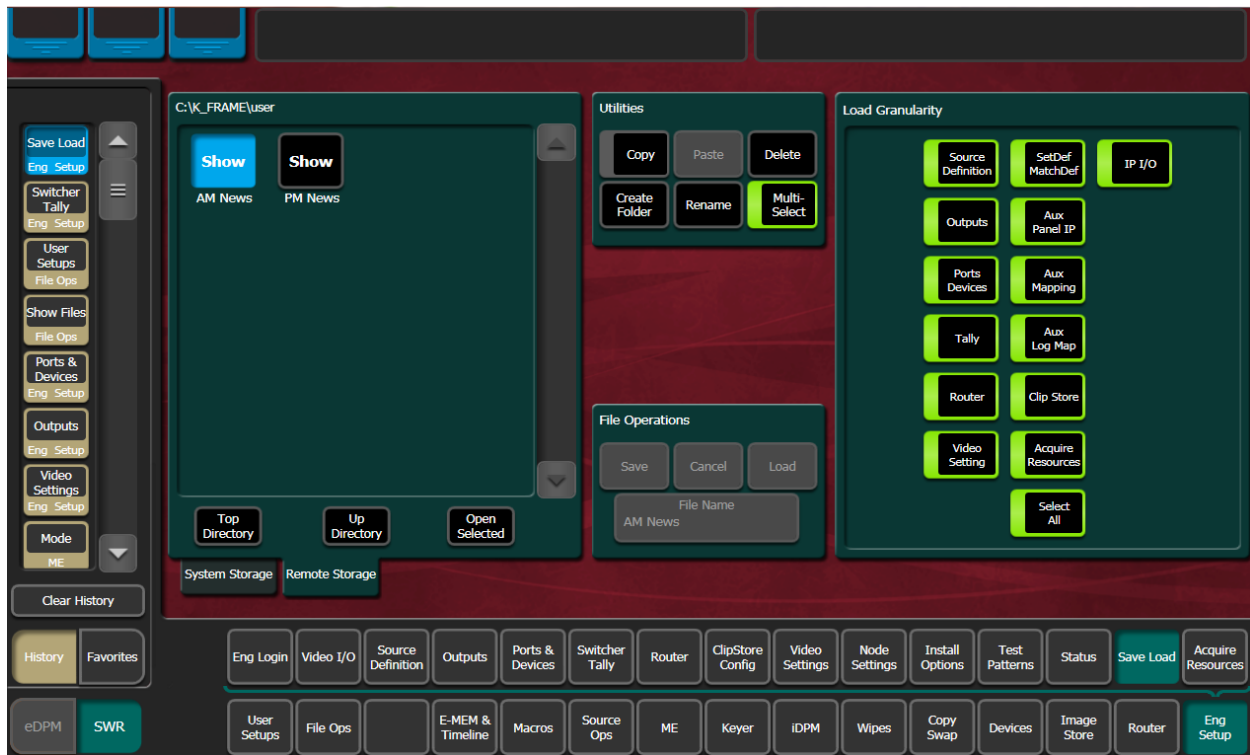 C:\K_FRAME\user
Utilities
Load Granularity
Save Load
Eng Setup
Switcher
Tally
Eng Setup
User
Setups
File Ops
Show Files
File Ops
Ports &
Devices
Eng Setup
Outputs
Eng Setup
Video
Settings
Eng Setup
Mode
ME
Clear History
History
Favorites
eDPM
SWR
Show
AM News
Show
PM News
Top
Directory
Up
Directory
Open
Selected
System Storage
Remote Storage
Copy
Paste
Delete
Create
Folder
Rename
Multi-
Select
File Operations
Save
Cancel
Load
File Name
AM News
Source
Definition
SetDef
MatchDef
IP I/O
Outputs
Aux
Panel IP
Ports
Devices
Aux
Mapping
Tally
Aux
Log Map
Router
Clip Store
Video
Setting
Acquire
Resources
Select
All
Eng Login
Video I/O
Source
Definition
Outputs
Ports &
Devices
Switcher
Tally
Router
ClipStore
Config
Video
Settings
Node
Settings
Install
Options
Test
Patterns
Status
Save Load
Acquire
Resources
User
Setups
File Ops
E-MEM &
Timeline
Macros
Source
Ops
ME
Keyer
iDPM
Wipes
Copy
Swap
Devices
Image
Store
Router
Eng
Setup